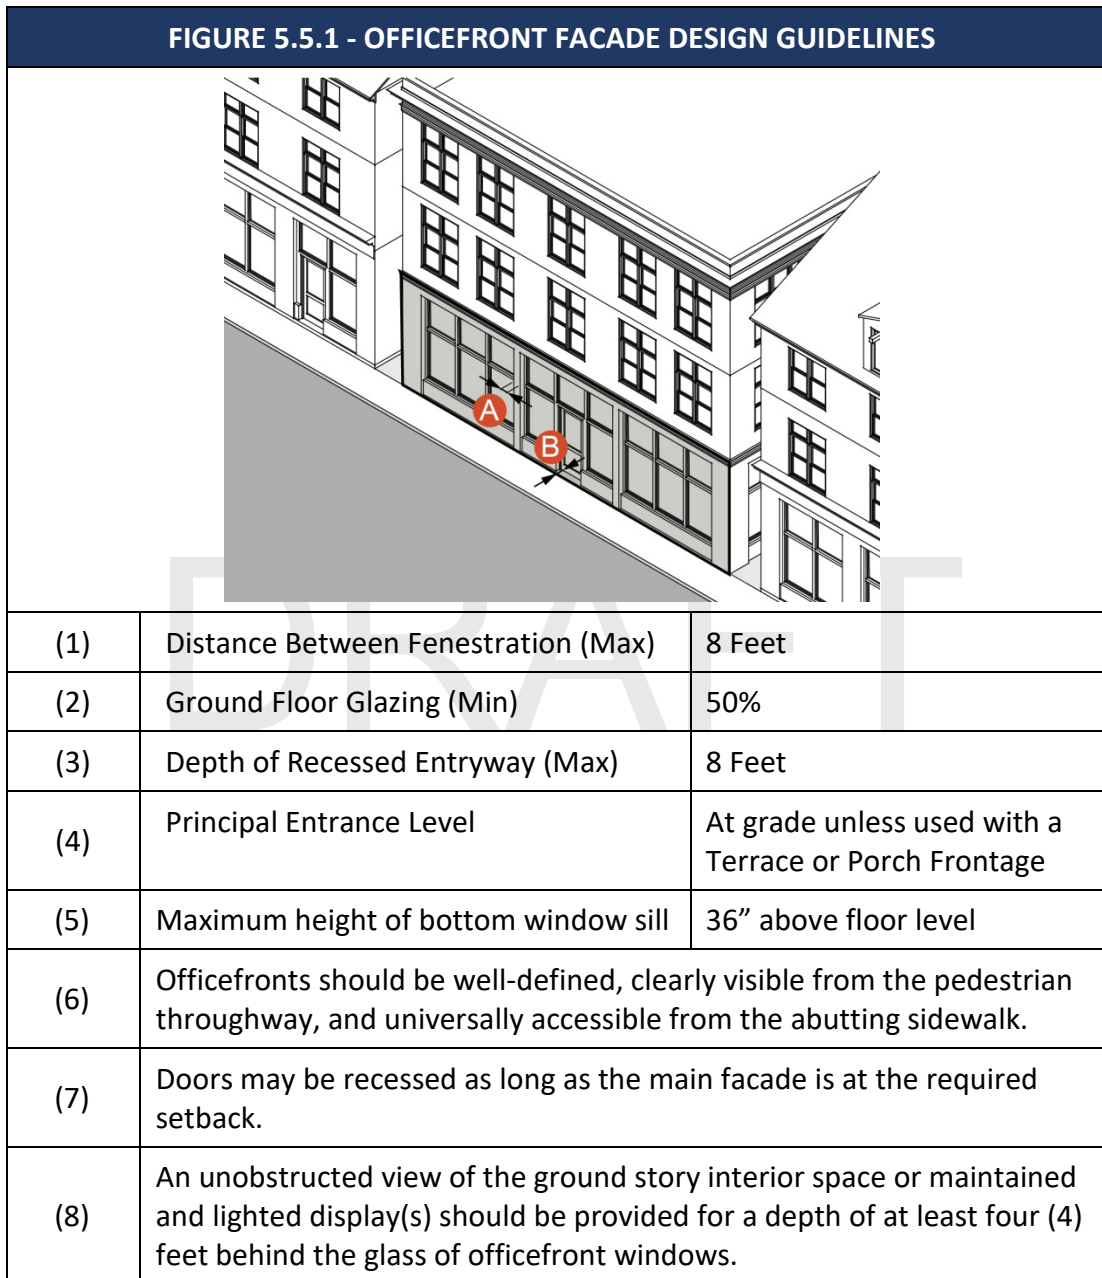 FIGURE 5.5.1 - OFFICEFRONT FACADE DESIGN GUIDELINES
A
B
DRAFT
(1) Distance Between Fenestration (Max) 8 Feet
(2) Ground Floor Glazing (Min) 50%
(3) Depth of Recessed Entryway (Max) 8 Feet
(4) Principal Entrance Level At grade unless used with a
Terrace or Porch Frontage
(5) Maximum height of bottom window sill 36” above floor level
(6) Officefronts should be well-defined, clearly visible from the pedestrian
throughway, and universally accessible from the abutting sidewalk.
(7) Doors may be recessed as long as the main facade is at the required
setback.
(8) An unobstructed view of the ground story interior space or maintained
and lighted display(s) should be provided for a depth of at least four (4)
feet behind the glass of officefront windows.